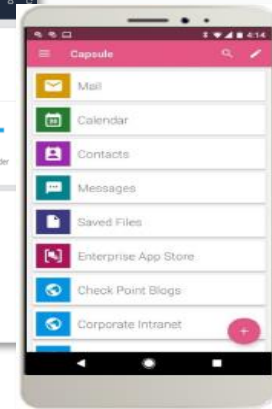 4:14
Capsule
Mail
Calendar
Contacts
Messages
Saved Files
Enterprise App Store
Check Point Blogs
Corporate Intranet
+